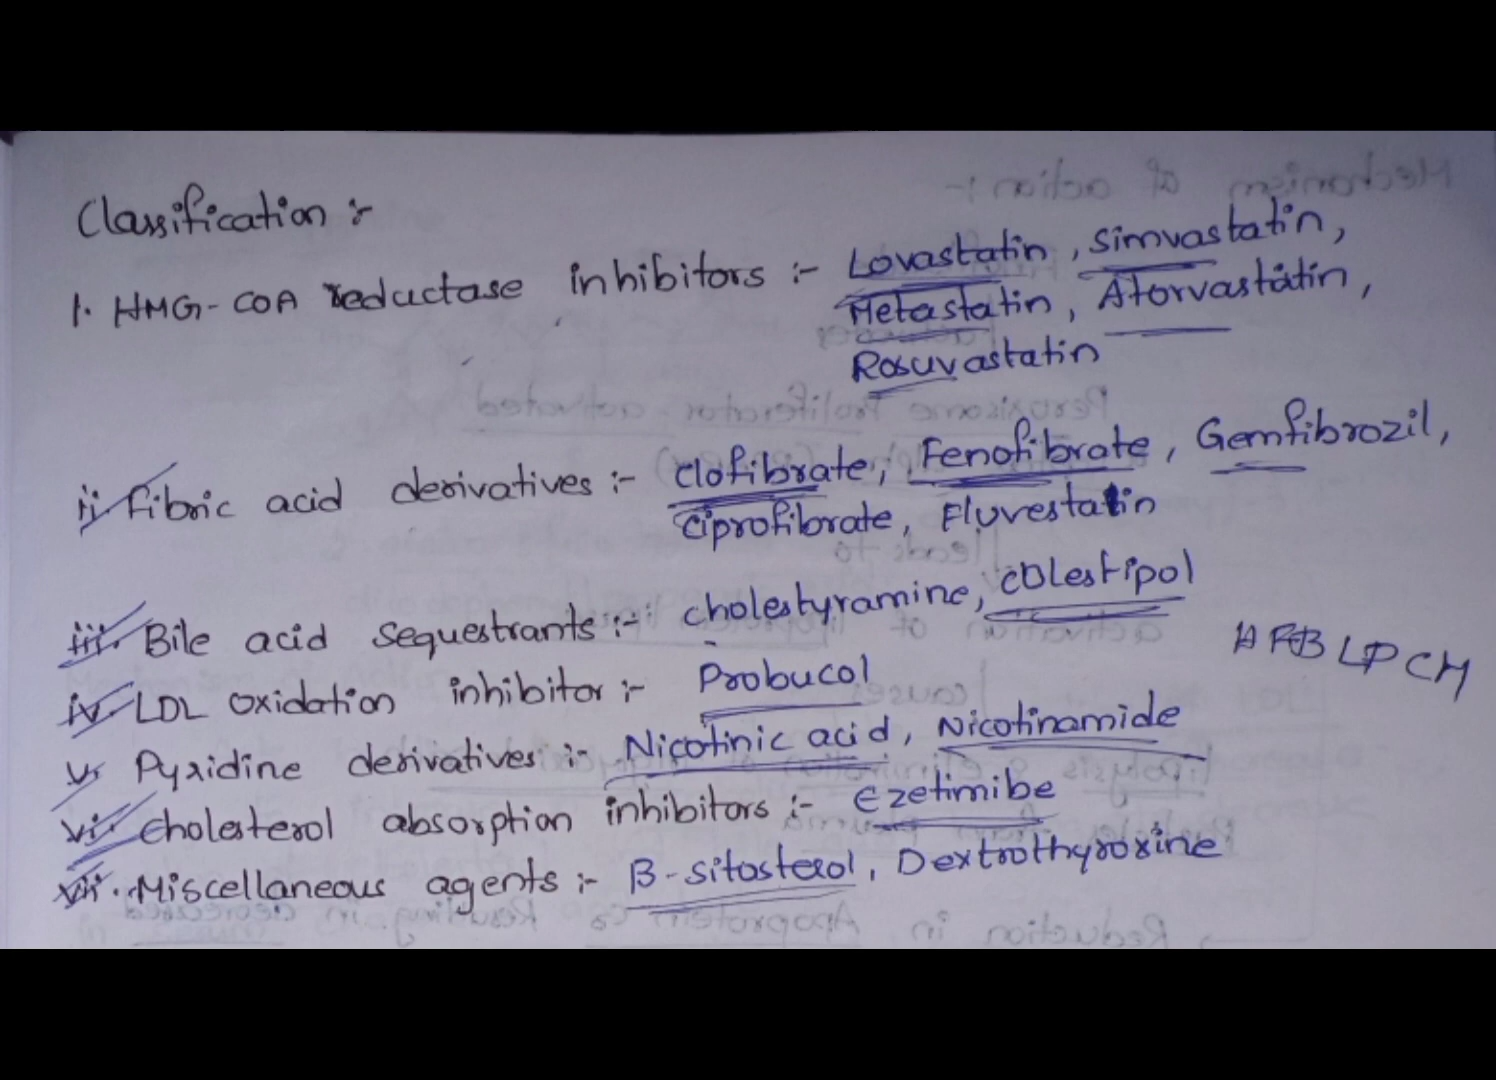 Classification :-
1. HMG-COA reductase inhibitors :- Lovastatin, Simvastatin,
Metastatin, Atorvastatin,
Rosuvastatin
ii. Fibric acid derivatives :- Clofibrate, Fenofibrate, Gemfibrozil,
Ciprofibrate, Fluvestatin
iii. Bile acid sequestrants :- cholestyramine, colestipol
HFB LP CM
iv. LDL oxidation inhibitor :- Probucol
v. Pyridine derivatives :- Nicotinic acid, Nicotinamide
vi. Cholesterol absorption inhibitors :- Ezetimibe
vii. Miscellaneous agents :- B-sitosterol, Dextrothyroxine